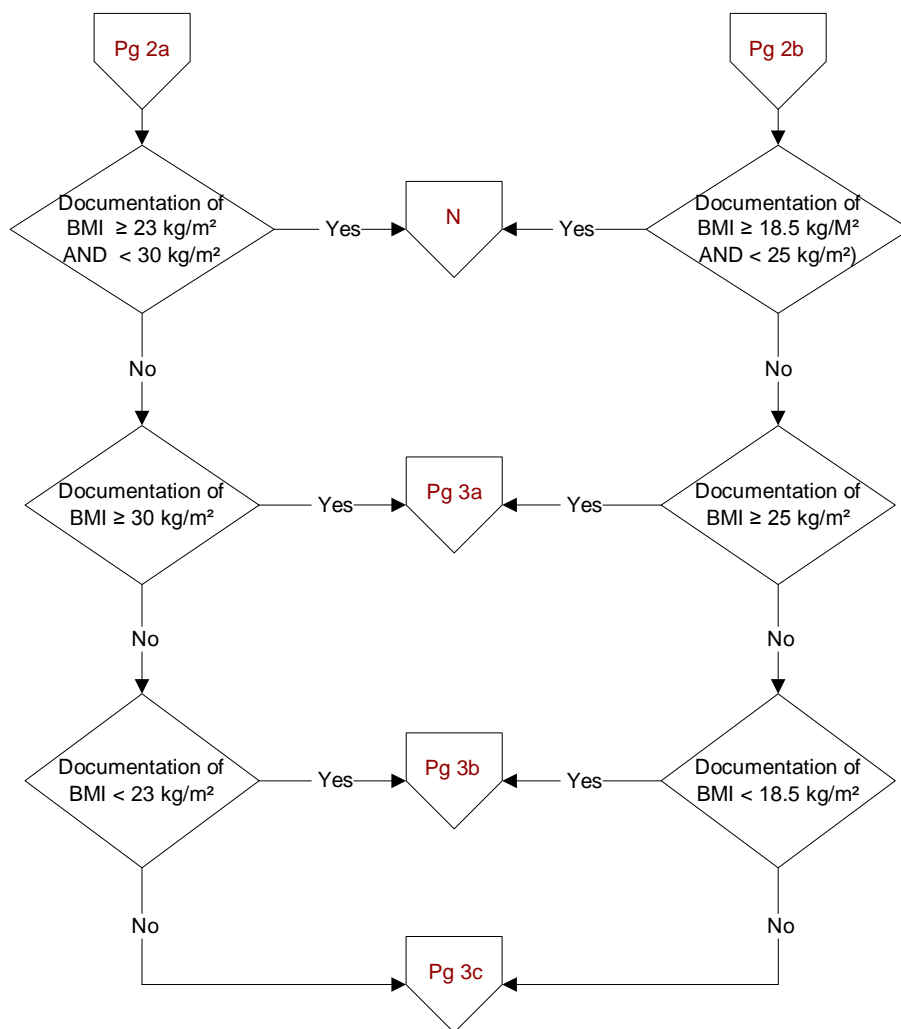 Pg 2a
Pg 2b
Documentation of
BMI ≥ 23 kg/m²
AND < 30 kg/m²
Yes
N
Yes
Documentation of
BMI ≥ 18.5 kg/M²
AND < 25 kg/m²)
No
No
Documentation of
BMI ≥ 30 kg/m²
Yes
Pg 3a
Yes
Documentation of
BMI ≥ 25 kg/m²
No
No
Documentation of
BMI < 23 kg/m²
Yes
Pg 3b
Yes
Documentation of
BMI < 18.5 kg/m²
No
No
Pg 3c